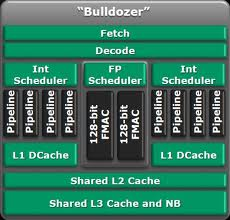 “Bulldozer”
Fetch
Decode
Int
Scheduler
FP
Scheduler
Int
Scheduler
Pipeline
Pipeline
Pipeline
Pipeline
128-bit
FMAC
128-bit
FMAC
Pipeline
Pipeline
Pipeline
Pipeline
L1 DCache
L1 DCache
Shared L2 Cache
Shared L3 Cache and NB